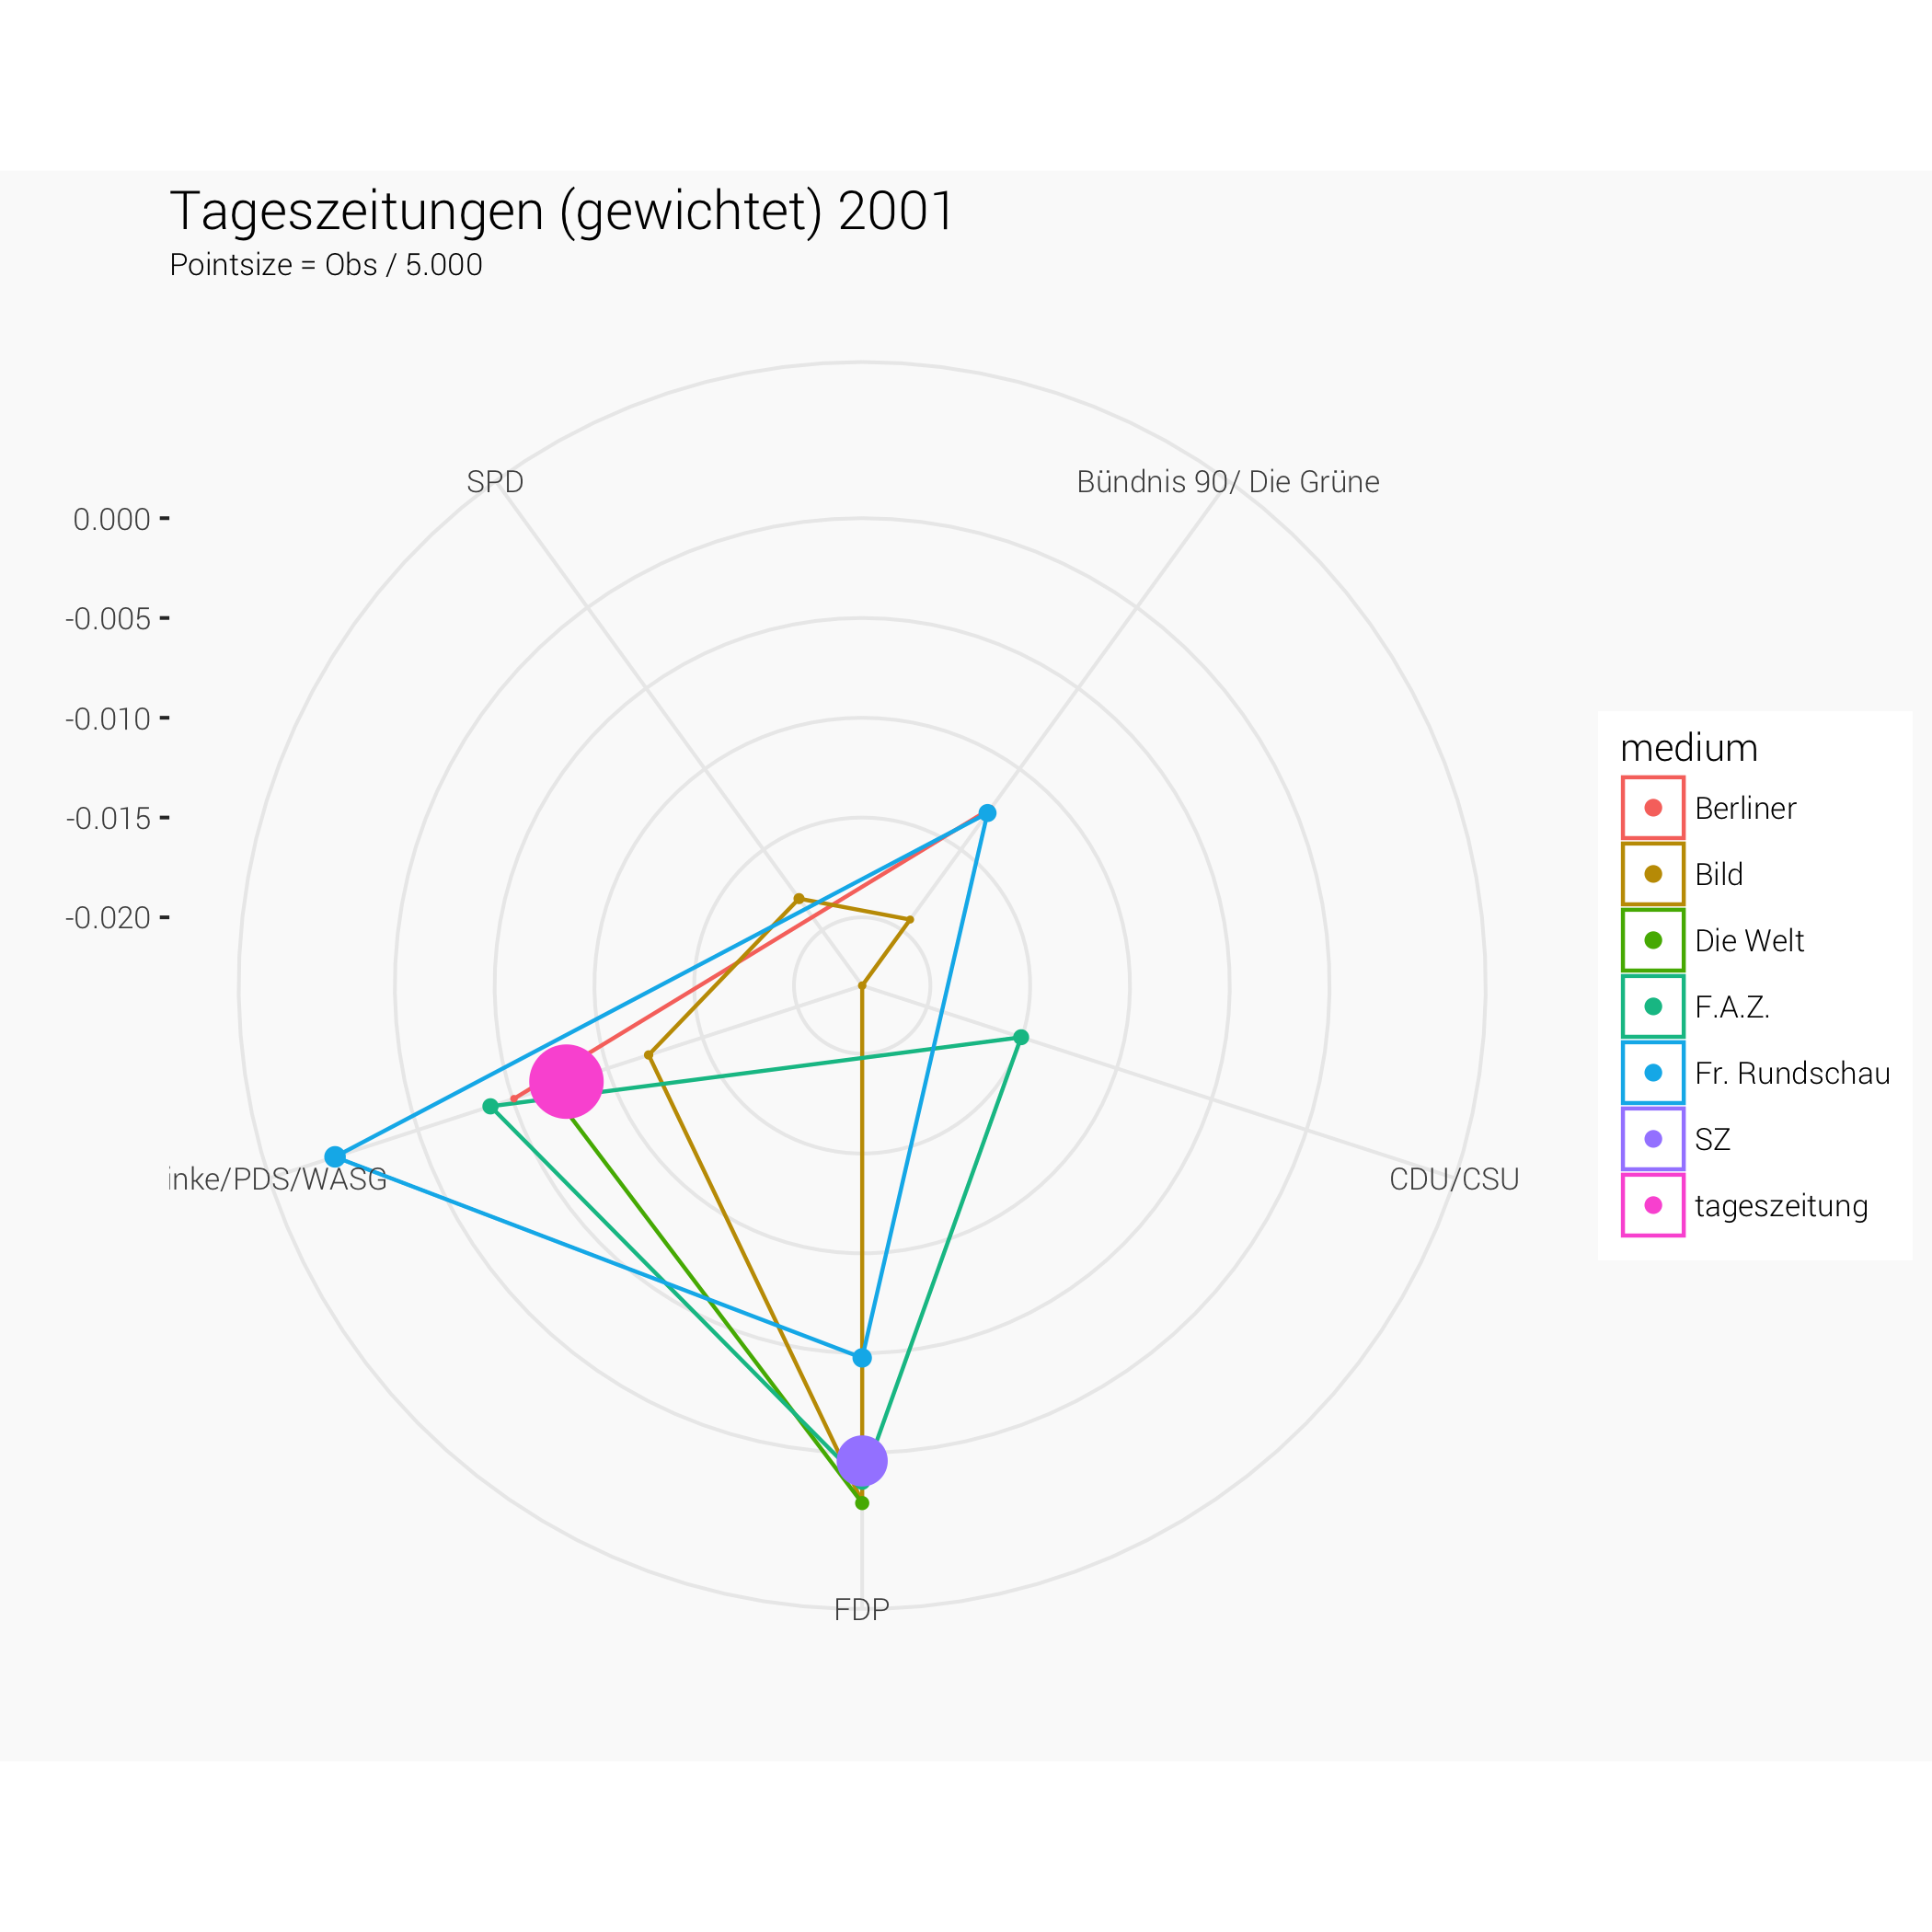 Tageszeitungen (gewichtet) 2001
Pointsize = Obs / 5.000
SPD
Bündnis 90/ Die Grüne
0.000
-0.005
-0.010
-0.015
-0.020
inke/PDS/WASG
CDU/CSU
FDP
medium
Berliner
Bild
Die Welt
F.A.Z.
Fr. Rundschau
SZ
tageszeitung